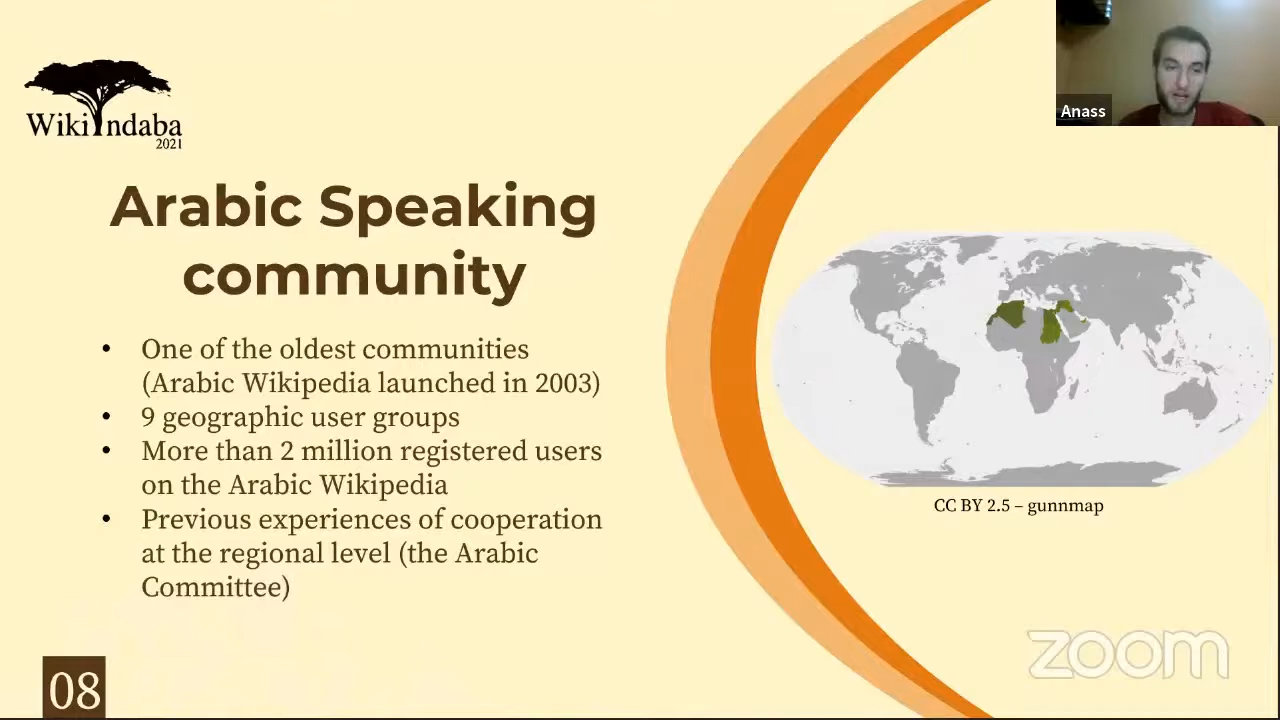 Wiki Indaba
2021
Anass
Arabic Speaking
community
• One of the oldest communities
(Arabic Wikipedia launched in 2003)
• 9 geographic user groups
• More than 2 million registered users
on the Arabic Wikipedia
• Previous experiences of cooperation
at the regional level (the Arabic
Committee)
CC BY 2.5 – gunnmap
zoom
08